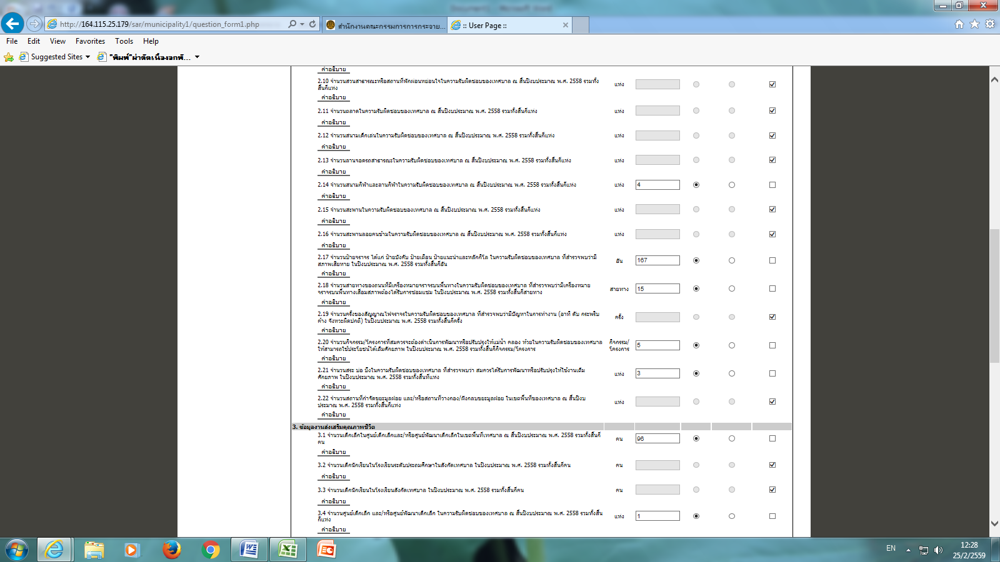 http://164.115.25.179/sar/municipality1/question_form1.php
สำนักงานคณะกรรมการการกระจาย...
:: User Page ::
File Edit View Favorites Tools Help
Suggested Sites
"พิมพ์"ผ่าตัดเนื้องอกพั...
คำอธิบาย
2.10 จำนวนสวนสาธารณะหรือสถานที่พักผ่อนหย่อนใจในความรับผิดชอบของเทศบาล ณ สิ้นปีงบประมาณ พ.ศ. 2558 รวมทั้ง
สิ้นกี่แห่ง
แห่ง
คำอธิบาย
2.11 จำนวนตลาดในความรับผิดชอบของเทศบาล ณ สิ้นปีงบประมาณ พ.ศ. 2558 รวมทั้งสิ้นกี่แห่ง
แห่ง
คำอธิบาย
2.12 จำนวนสนามเด็กเล่นในความรับผิดชอบของเทศบาล ณ สิ้นปีงบประมาณ พ.ศ. 2558 รวมทั้งสิ้นกี่แห่ง
แห่ง
คำอธิบาย
2.13 จำนวนลานจอดรถสาธารณะในความรับผิดชอบของเทศบาล ณ สิ้นปีงบประมาณ พ.ศ. 2558 รวมทั้งสิ้นกี่แห่ง
แห่ง
คำอธิบาย
2.14 จำนวนสนามกีฬาและลานกีฬาในความรับผิดชอบของเทศบาล ณ สิ้นปีงบประมาณ พ.ศ. 2558 รวมทั้งสิ้นกี่แห่ง
แห่ง 4
คำอธิบาย
2.15 จำนวนสะพานในความรับผิดชอบของเทศบาล ณ สิ้นปีงบประมาณ พ.ศ. 2558 รวมทั้งสิ้นกี่แห่ง
แห่ง
คำอธิบาย
2.16 จำนวนสะพานลอยคนข้ามในความรับผิดชอบของเทศบาล ณ สิ้นปีงบประมาณ พ.ศ. 2558 รวมทั้งสิ้นกี่แห่ง
แห่ง
คำอธิบาย
2.17 จำนวนป้ายจราจร ได้แก่ ป้ายบังคับ ป้ายเตือน ป้ายแนะนำและหลักกิโล ในความรับผิดชอบของเทศบาล ที่สำรวจพบว่ามี
สภาพเสียหาย ในปีงบประมาณ พ.ศ. 2558 รวมทั้งสิ้นกี่อัน
อัน 167
คำอธิบาย
2.18 จำนวนสายทางของถนนที่มีเครื่องหมายจราจรบนพื้นทางในความรับผิดชอบของเทศบาล ที่สำรวจพบว่ามีเครื่องหมาย
จราจรบนพื้นทางเสื่อมสภาพต้องได้รับการซ่อมแซม ในปีงบประมาณ พ.ศ. 2558 รวมทั้งสิ้นกี่สายทาง
สายทาง 15
คำอธิบาย
2.19 จำนวนครั้งของสัญญาณไฟจราจรในความรับผิดชอบของเทศบาล ที่สำรวจพบว่ามีปัญหาในการทำงาน (อาทิ ดับ กระพริบ
ค้าง จังหวะผิดปกติ) ในปีงบประมาณ พ.ศ. 2558 รวมทั้งสิ้นกี่ครั้ง
ครั้ง
คำอธิบาย
2.20 จำนวนกิจกรรม/โครงการที่สมควรจะต้องดำเนินการพัฒนาหรือปรับปรุงให้แม่น้ำ คลอง ห้วยในความรับผิดชอบของเทศบาล
ให้สามารถใช้ประโยชน์ได้เต็มศักยภาพ ในปีงบประมาณ พ.ศ. 2558 รวมทั้งสิ้นกี่กิจกรรม/โครงการ
กิจกรรม/
โครงการ 5
คำอธิบาย
2.21 จำนวนสระ บ่อ บึงในความรับผิดชอบของเทศบาล ที่สำรวจพบว่า สมควรได้รับการพัฒนาหรือปรับปรุงให้ใช้งานเต็ม
ศักยภาพ ในปีงบประมาณ พ.ศ. 2558 รวมทั้งสิ้นกี่แห่ง
แห่ง 3
คำอธิบาย
2.22 จำนวนสถานที่กำจัดขยะมูลฝอย และ/หรือสถานที่วางกอง/ฝังกลบขยะมูลฝอย ในเขตพื้นที่ของเทศบาล ณ สิ้นปีงบ
ประมาณ พ.ศ. 2558 รวมทั้งสิ้นกี่แห่ง
แห่ง
คำอธิบาย
3. ข้อมูลงานส่งเสริมคุณภาพชีวิต
3.1 จำนวนเด็กเล็กในศูนย์เด็กเล็กและ/หรือศูนย์พัฒนาเด็กเล็กในเขตพื้นที่เทศบาล ณ สิ้นปีงบประมาณ พ.ศ. 2558 รวมทั้งสิ้นกี่
คน
คน 96
คำอธิบาย
3.2 จำนวนเด็กนักเรียนในโรงเรียนระดับประถมศึกษาในสังกัดเทศบาล ในปีงบประมาณ พ.ศ. 2558 รวมทั้งสิ้นกี่คน
คน
คำอธิบาย
3.3 จำนวนเด็กนักเรียนในโรงเรียนสังกัดเทศบาล ในปีงบประมาณ พ.ศ. 2558 รวมทั้งสิ้นกี่คน
คน
คำอธิบาย
3.4 จำนวนศูนย์เด็กเล็ก และ/หรือศูนย์พัฒนาเด็กเล็ก ในความรับผิดชอบของเทศบาล ณ สิ้นปีงบประมาณ พ.ศ. 2558 รวมทั้งสิ้น
กี่แห่ง
แห่ง 1
คำอธิบาย
EN
12:28
25/2/2559